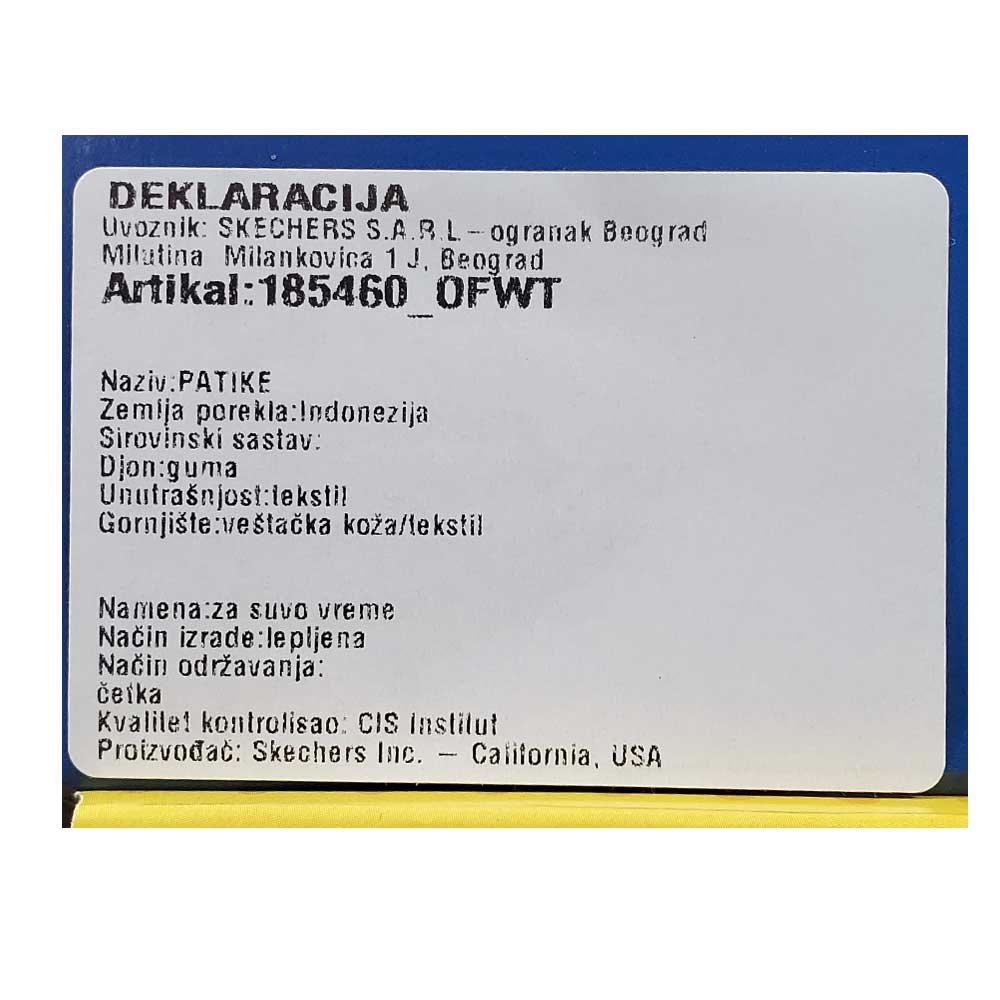 DEKLARACIJA
Uvoznik: SKECHERS S.A.R.L – ogranak Beograd
Milutina Milankovica 1 J, Beograd
Artikal:185460_OFWT
Naziv:PATIKE
Zemlja porekla:Indonezija
Sirovinski sastav:
Djon:guma
Unutrašnjost:tekstil
Gornjište:veštačka koža/tekstil
Namena:za suvo vreme
Način izrade:lepljena
Način održavanja:
četka
Kvalitet kontrolisao: CIS Institut
Proizvođač: Skechers Inc. – California, USA